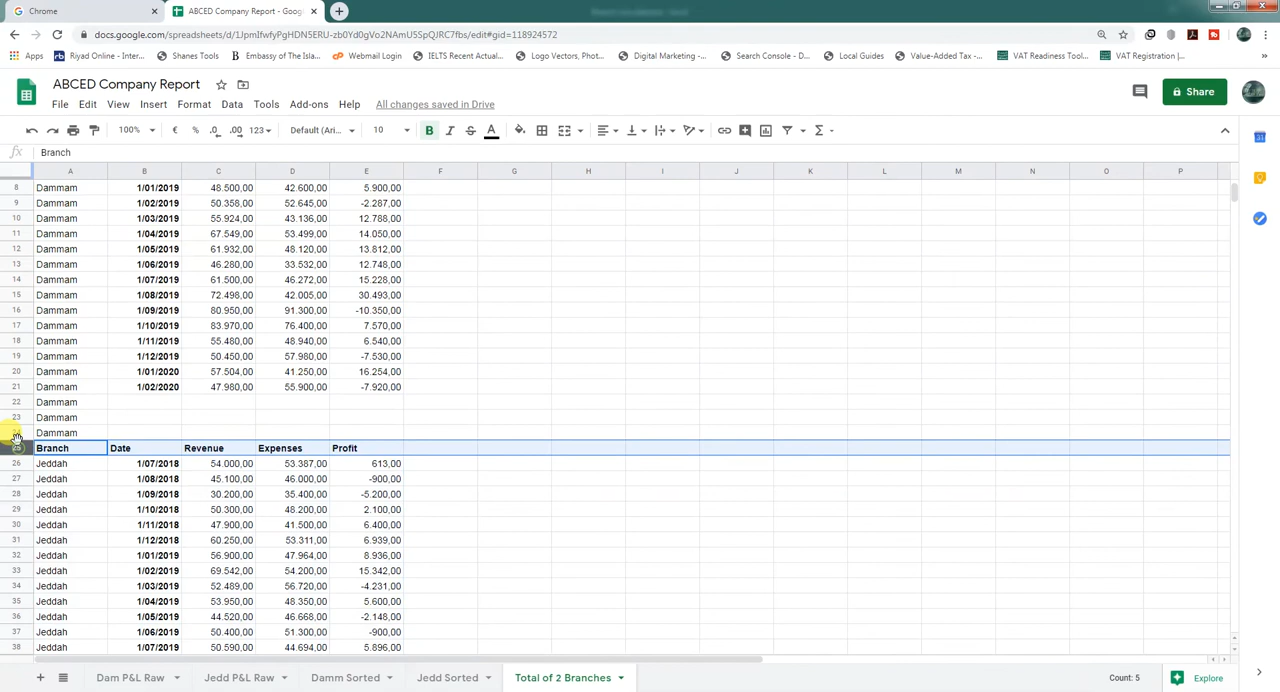 Chrome
ABCED Company Report - Googl
docs.google.com/spreadsheets/d/1JpmIfwfyPgHDN5ERU-zb0Yd0gVo2NAmU5SpQJRC7fbs/edit#gid=118924572
Apps Riyad Online - Inter... Shanes Tools Embassy of The Isla... Webmail Login IELTS Recent Actual... Logo Vectors, Phot... Digital Marketing -... Search Console - D... Local Guides Value-Added Tax -... VAT Readiness Tool... VAT Registration |...
ABCED Company Report
File Edit View Insert Format Data Tools Add-ons Help All changes saved in Drive
Share
100% € % .0 .00 123 Default (Ari... 10 B I S A
fx Branch
A B C D E F G H I J K L M N O P
8 Dammam 1/01/2019 48.500,00 42.600,00 5.900,00
9 Dammam 1/02/2019 50.358,00 52.645,00 -2.287,00
10 Dammam 1/03/2019 55.924,00 43.136,00 12.788,00
11 Dammam 1/04/2019 67.549,00 53.499,00 14.050,00
12 Dammam 1/05/2019 61.932,00 48.120,00 13.812,00
13 Dammam 1/06/2019 46.280,00 33.532,00 12.748,00
14 Dammam 1/07/2019 61.500,00 46.272,00 15.228,00
15 Dammam 1/08/2019 72.498,00 42.005,00 30.493,00
16 Dammam 1/09/2019 80.950,00 91.300,00 -10.350,00
17 Dammam 1/10/2019 83.970,00 76.400,00 7.570,00
18 Dammam 1/11/2019 55.480,00 48.940,00 6.540,00
19 Dammam 1/12/2019 50.450,00 57.980,00 -7.530,00
20 Dammam 1/01/2020 57.504,00 41.250,00 16.254,00
21 Dammam 1/02/2020 47.980,00 55.900,00 -7.920,00
22 Dammam
23 Dammam
24 Dammam
25 Branch Date Revenue Expenses Profit
26 Jeddah 1/07/2018 54.000,00 53.387,00 613,00
27 Jeddah 1/08/2018 45.100,00 46.000,00 -900,00
28 Jeddah 1/09/2018 30.200,00 35.400,00 -5.200,00
29 Jeddah 1/10/2018 50.300,00 48.200,00 2.100,00
30 Jeddah 1/11/2018 47.900,00 41.500,00 6.400,00
31 Jeddah 1/12/2018 60.250,00 53.311,00 6.939,00
32 Jeddah 1/01/2019 56.900,00 47.964,00 8.936,00
33 Jeddah 1/02/2019 69.542,00 54.200,00 15.342,00
34 Jeddah 1/03/2019 52.489,00 56.720,00 -4.231,00
35 Jeddah 1/04/2019 53.950,00 48.350,00 5.600,00
36 Jeddah 1/05/2019 44.520,00 46.668,00 -2.148,00
37 Jeddah 1/06/2019 50.400,00 51.300,00 -900,00
38 Jeddah 1/07/2019 50.590,00 44.694,00 5.896,00
Dam P&L Raw Jedd P&L Raw Damm Sorted Jedd Sorted Total of 2 Branches Count: 5 Explore